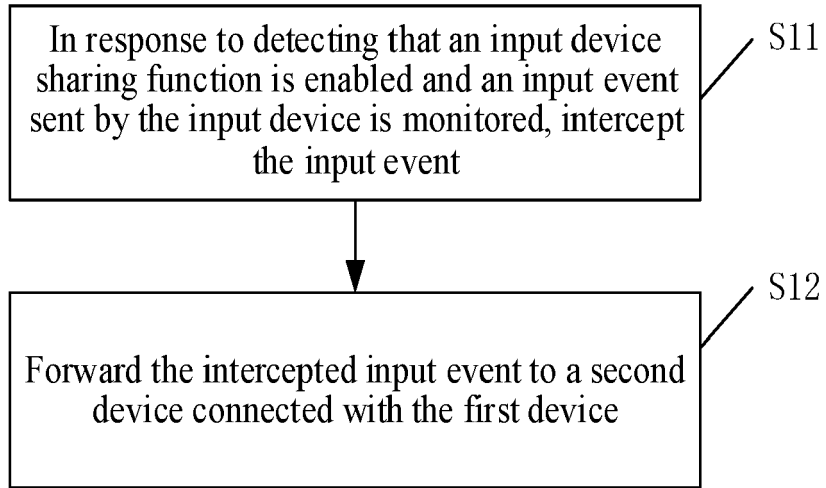 In response to detecting that an input device
sharing function is enabled and an input event
sent by the input device is monitored, intercept
the input event
S11
Forward the intercepted input event to a second
device connected with the first device
S12